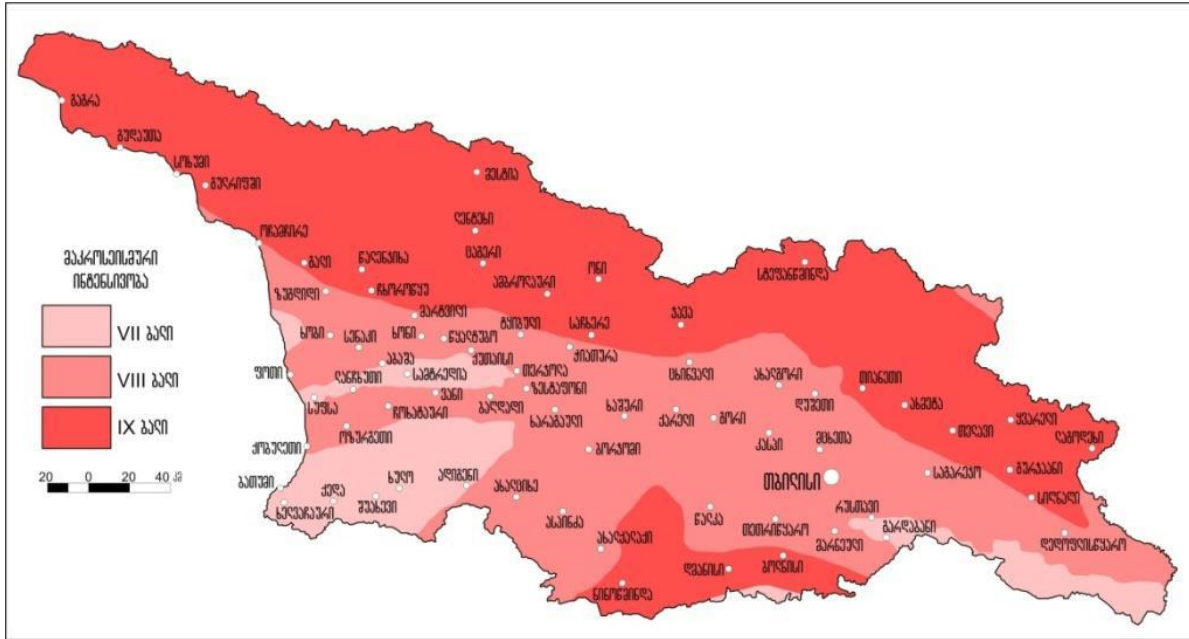 გაგრა
გუდაუთა
სოხუმი
გულრიფში
მესტია
ლენტეხი
ოჩამჩირე
გალი
წალენჯიხა
ცაგერი
ამბროლაური
ონი
სტეფანწმინდა
მაკროსეისმური
ინტენსივობა
VII ბალი
VIII ბალი
IX ბალი
20 0 20 40 კმ
ზუგდიდი
ჩხოროწყუ
მარტვილი
ხობი
სენაკი
ხონი
წყალტუბო
ტყიბული
საჩხერე
ჯავა
ქუთაისი
ჭიათურა
აბაშა
სამტრედია
თერჯოლა
ცხინვალი
ახალგორი
თიანეთი
ფოთი
ლანჩხუთი
ვანი
ზესტაფონი
ბაღდადი
დუშეთი
ახმეტა
სუფსა
ჩოხატაური
ხარაგაული
ხაშური
ქარელი
გორი
ყვარელი
ოზურგეთი
კასპი
მცხეთა
თელავი
ლაგოდეხი
ქობულეთი
ბორჯომი
საგარეჯო
გურჯაანი
ბათუმი
ქედა
ხულო
ადიგენი
ახალციხე
თბილისი
სიღნაღი
ხელვაჩაური
შუახევი
ასპინძა
წალკა
თეთრიწყარო
რუსთავი
გარდაბანი
მარნეული
დედოფლისწყარო
ახალქალაქი
დმანისი
ბოლნისი
ნინოწმინდა